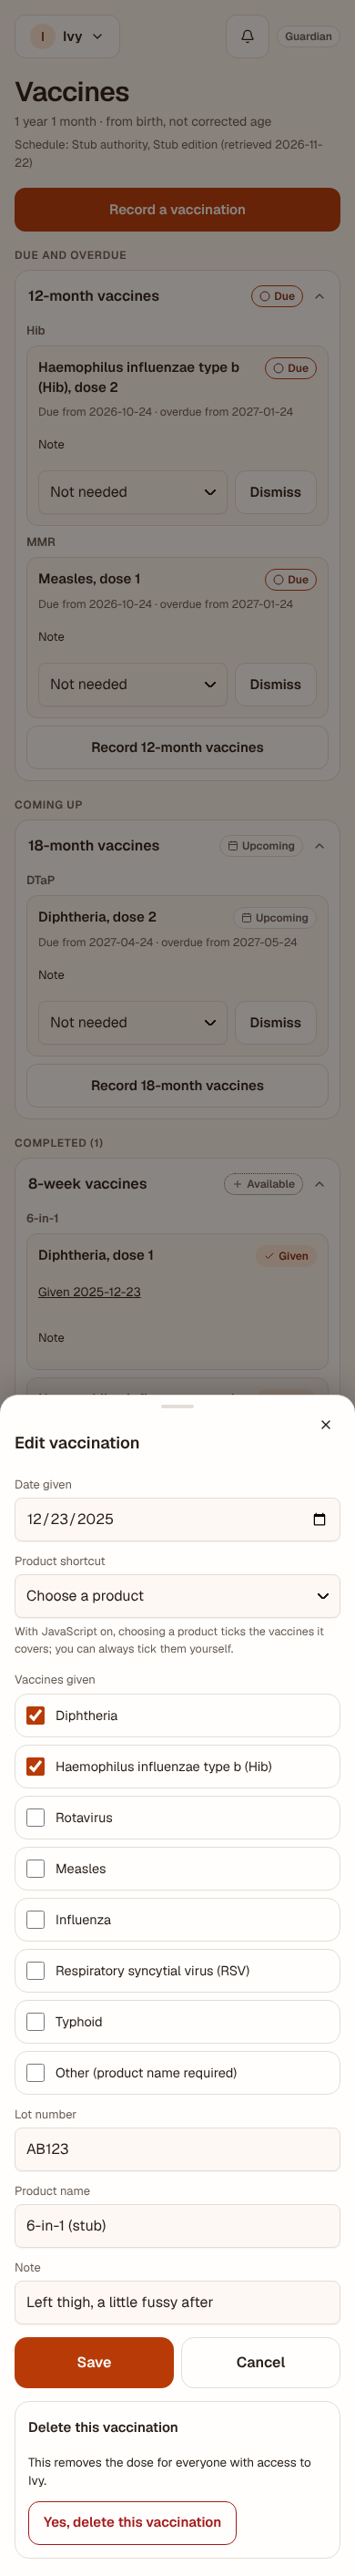 I Ivy Guardian
Vaccines
1 year 1 month · from birth, not corrected age
Schedule: Stub authority, Stub edition (retrieved 2026-11-
22)
Record a vaccination
DUE AND OVERDUE
12-month vaccines Due
Hib
Haemophilus influenzae type b Due
(Hib), dose 2
Due from 2026-10-24 · overdue from 2027-01-24
Note
Not needed Dismiss
MMR
Measles, dose 1 Due
Due from 2026-10-24 · overdue from 2027-01-24
Note
Not needed Dismiss
Record 12-month vaccines
COMING UP
18-month vaccines Upcoming
DTaP
Diphtheria, dose 2 Upcoming
Due from 2027-04-24 · overdue from 2027-05-24
Note
Not needed Dismiss
Record 18-month vaccines
COMPLETED (1)
8-week vaccines Available
6-in-1
Diphtheria, dose 1 Given
Given 2025-12-23
Note
Edit vaccination
Date given
12/23/2025
Product shortcut
Choose a product
With JavaScript on, choosing a product ticks the vaccines it
covers; you can always tick them yourself.
Vaccines given
Diphtheria
Haemophilus influenzae type b (Hib)
Rotavirus
Measles
Influenza
Respiratory syncytial virus (RSV)
Typhoid
Other (product name required)
Lot number
AB123
Product name
6-in-1 (stub)
Note
Left thigh, a little fussy after
Save Cancel
Delete this vaccination
This removes the dose for everyone with access to
Ivy.
Yes, delete this vaccination